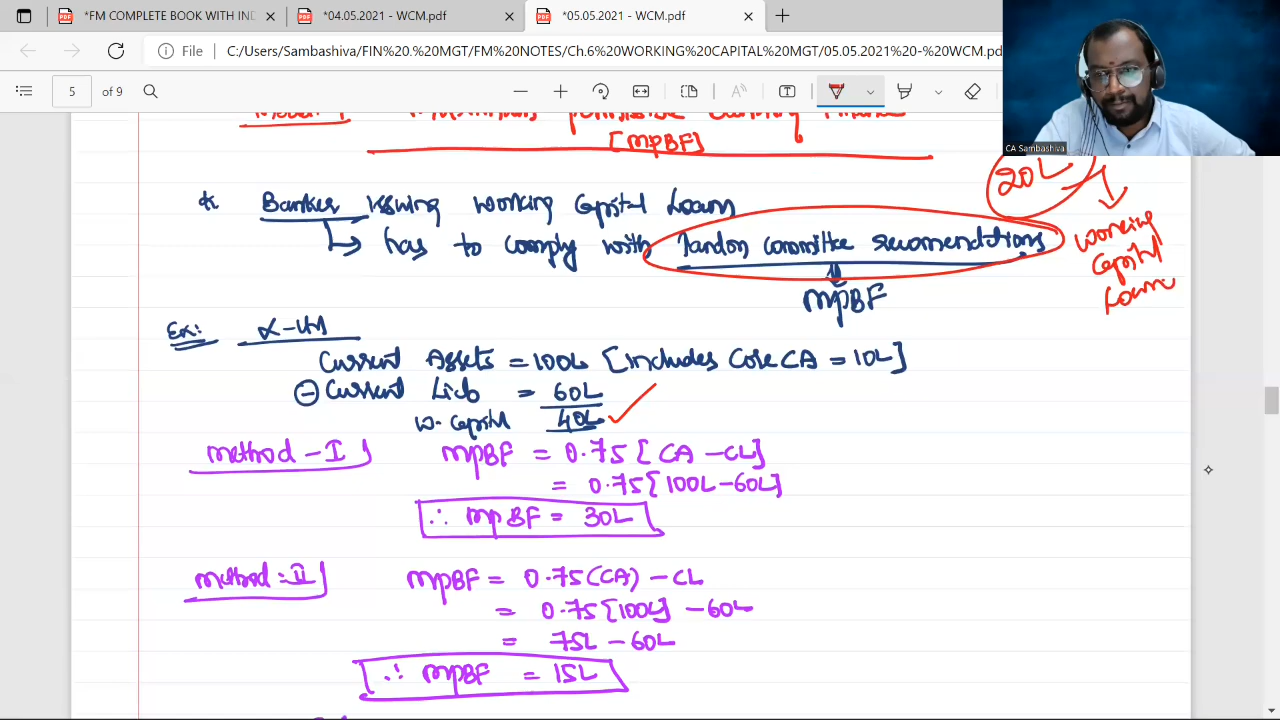 *FM COMPLETE BOOK WITH IND
*04.05.2021 - WCM.pdf
*05.05.2021 - WCM.pdf
File C:/Users/Sambashiva/FIN%20.%20MGT/FM%20NOTES/Ch.6%20WORKING%20CAPITAL%20MGT/05.05.2021%20-%20WCM.pd
5 of 9
CA Sambashiva
[MPBF]
20L
* Banker issuing working Capital Loan
↳ has to comply with Tandon committee recomendations
MPBF
working
Capital
Loan
Ex: X-Ltd
Current Assets = 100L [Includes Core CA = 10L]
⊖ Current Liab = 60L
w. Capital 40L ✓
method - I MPBF = 0.75 [CA - CL]
= 0.75 [100L - 60L]
∴ MPBF = 30L
method: II MPBF = 0.75 (CA) - CL
= 0.75 [100L] - 60L
= 75L - 60L
∴ MPBF = 15L